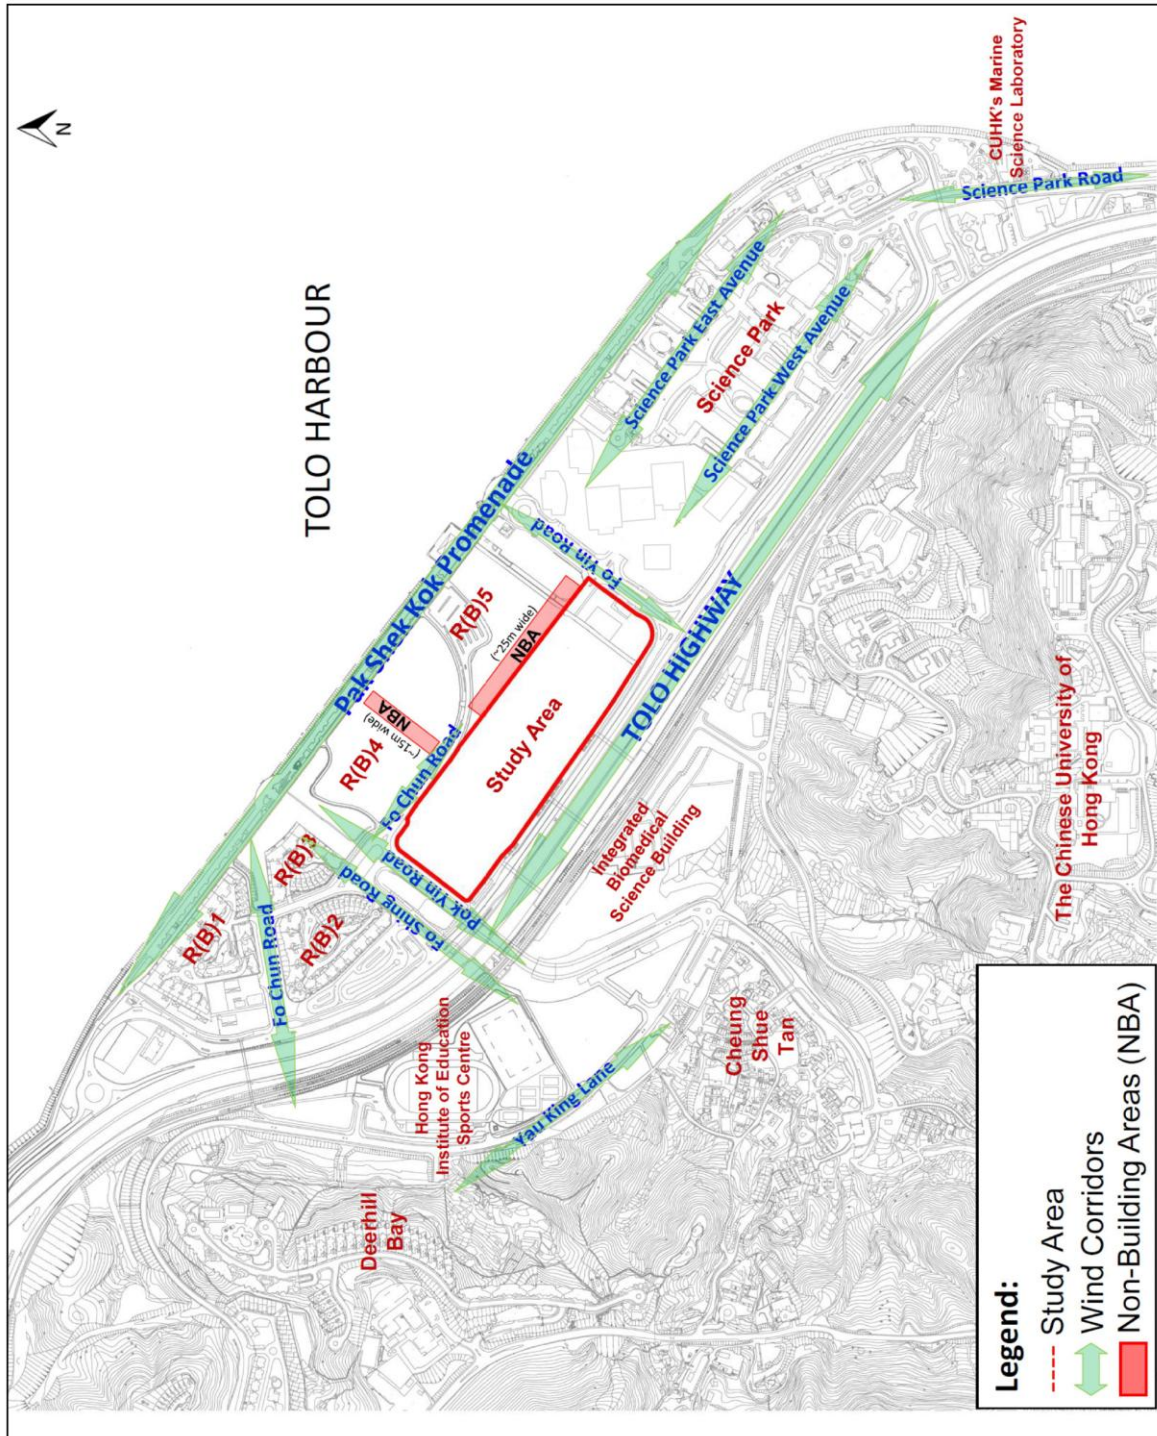 N
TOLO HARBOUR
CUHK's Marine
Science Laboratory
Science Park Road
Pak Shek Kok Promenade
Science Park East Avenue
Science Park
Science Park West Avenue
Fo Yin Road
R(B)5
NBA
(~25m wide)
NBA
(~15m wide)
R(B)4
Fo Chun Road
Study Area
TOLO HIGHWAY
Pok Yin Road
Fo Shing Road
R(B)3
R(B)2
R(B)1
Fo Chun Road
Integrated
Biomedical
Science Building
The Chinese University of
Hong Kong
Hong Kong
Institute of Education
Sports Centre
Yau King Lane
Cheung
Shue
Tan
Deerhill
Bay
Legend:
Study Area
Wind Corridors
Non-Building Areas (NBA)